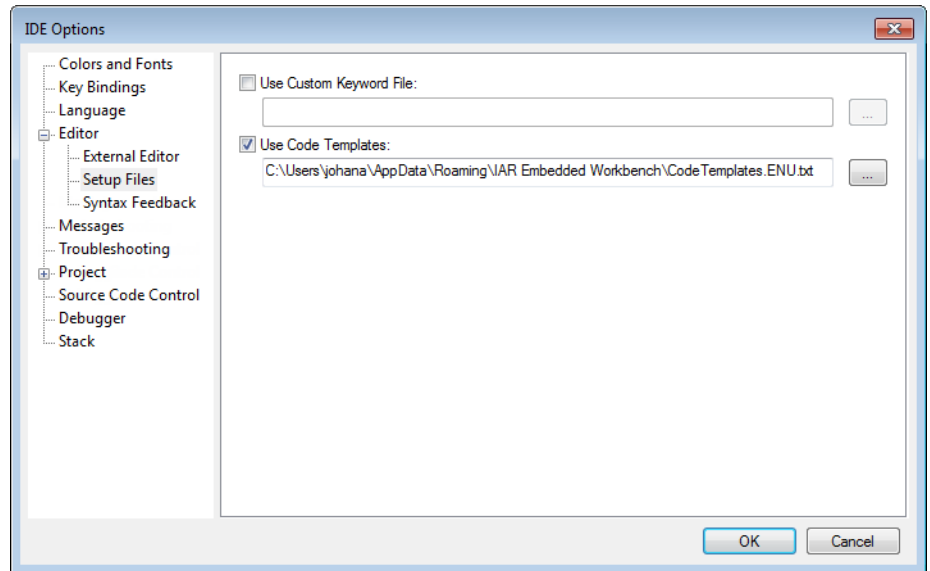 IDE Options
Colors and Fonts
Key Bindings
Language
Editor
External Editor
Setup Files
Syntax Feedback
Messages
Troubleshooting
Project
Source Code Control
Debugger
Stack
Use Custom Keyword File:
...
Use Code Templates:
C:\Users\johana\AppData\Roaming\IAR Embedded Workbench\CodeTemplates.ENU.txt
...
OK
Cancel